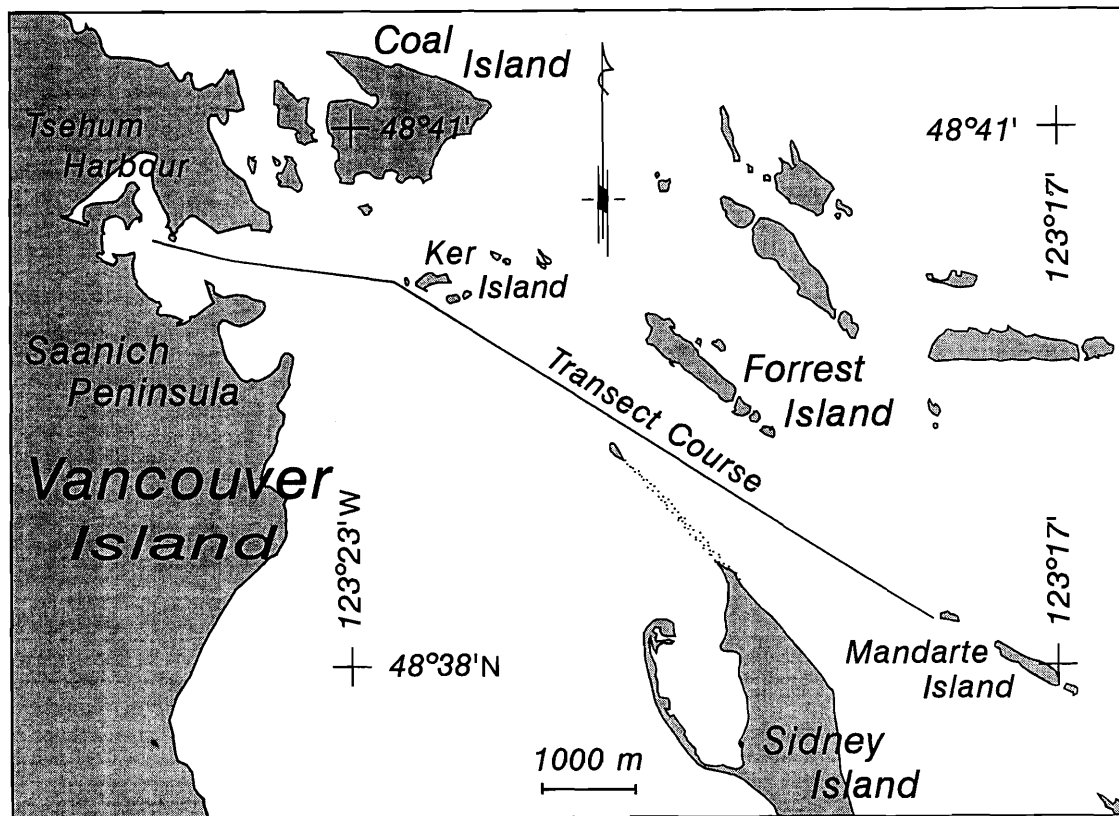 Coal
Island
Tsehum
Harbour
48°41'
48°41'
123°17'
Ker
Island
Saanich
Peninsula
Forrest
Island
Transect Course
Vancouver
Island
123°23'W
123°17'
48°38'N
Mandarte
Island
1000 m
Sidney
Island